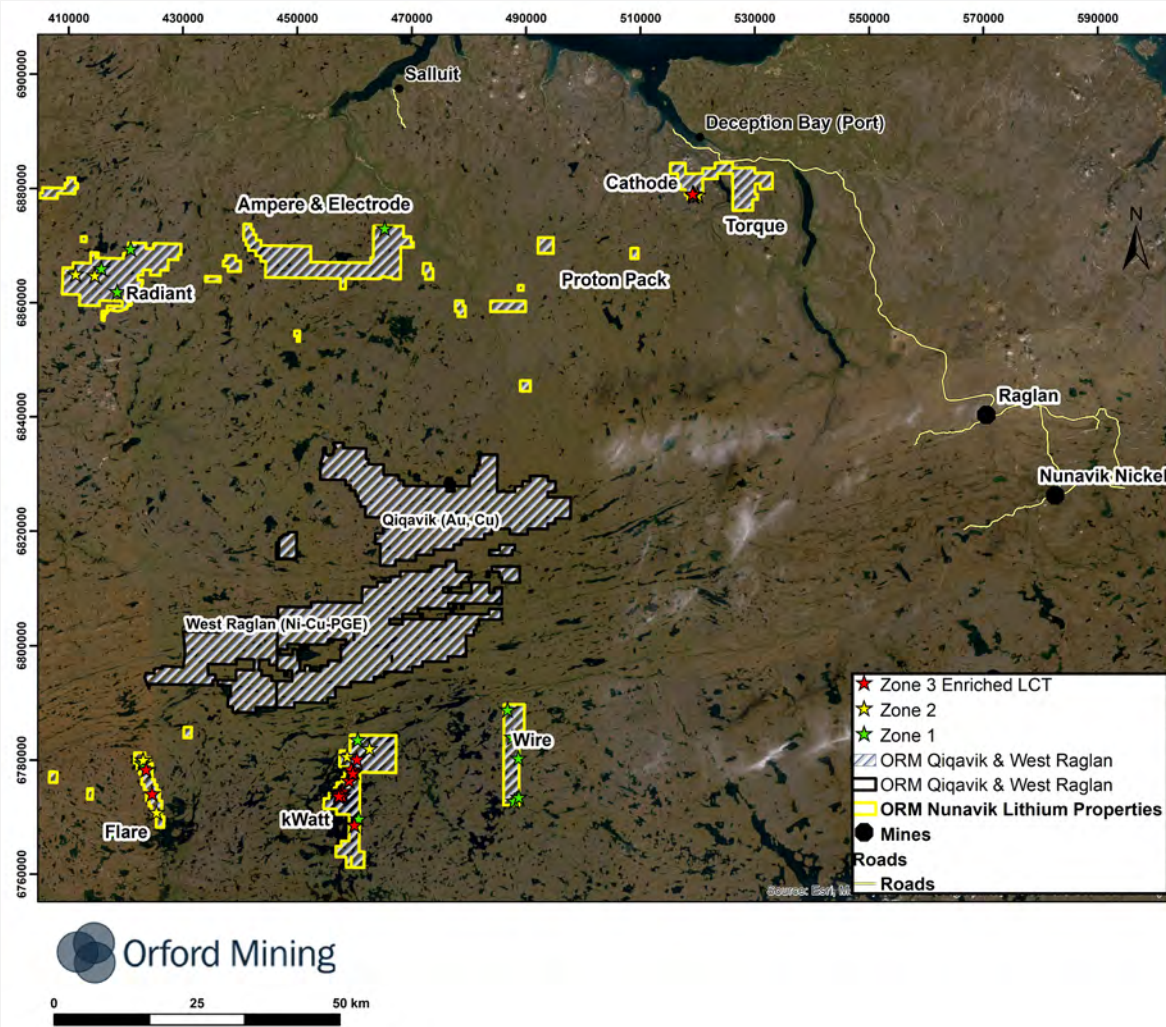 410000 430000 450000 470000 490000 510000 530000 550000 570000 590000
6900000
6880000
6860000
6840000
6820000
6800000
6780000
6760000
Salluit
Deception Bay (Port)
Cathode
Torque
Ampere & Electrode
N
Radiant
Proton Pack
Raglan
Nunavik Nickel
Qiqavik (Au, Cu)
West Raglan (Ni-Cu-PGE)
Wire
Flare
kWatt
Zone 3 Enriched LCT
Zone 2
Zone 1
ORM Qiqavik & West Raglan
ORM Qiqavik & West Raglan
ORM Nunavik Lithium Properties
Mines
Roads
Roads
Source: Esri,
Orford Mining
0 25 50 km